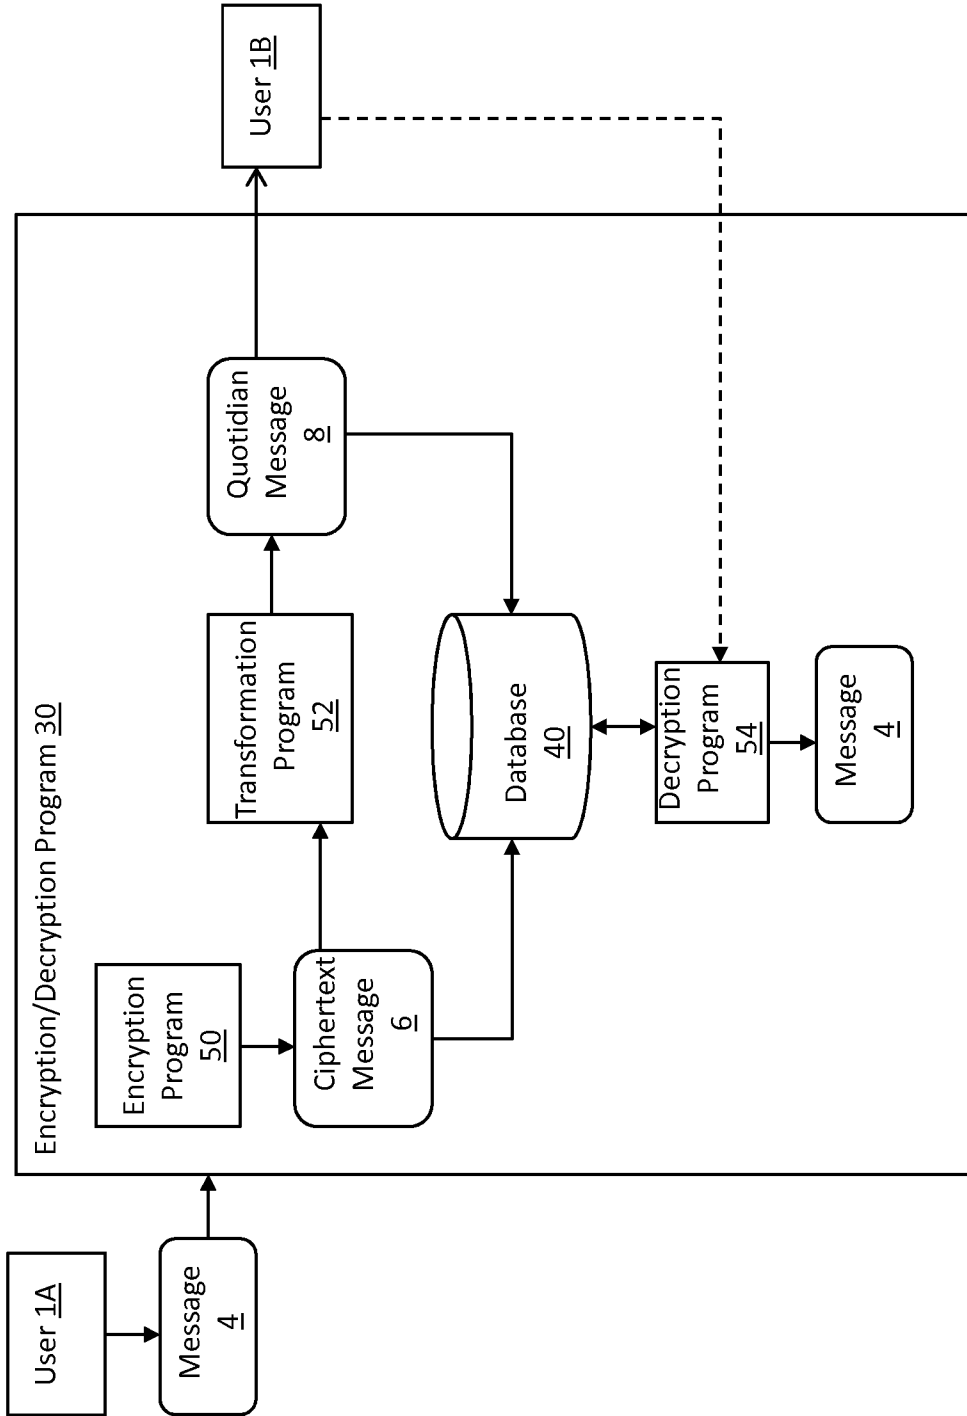 Encryption/Decryption Program 30
User 1A
Message
4
Encryption
Program
50
Ciphertext
Message
6
Transformation
Program
52
Quotidian
Message
8
User 1B
Database
40
Decryption
Program
54
Message
4